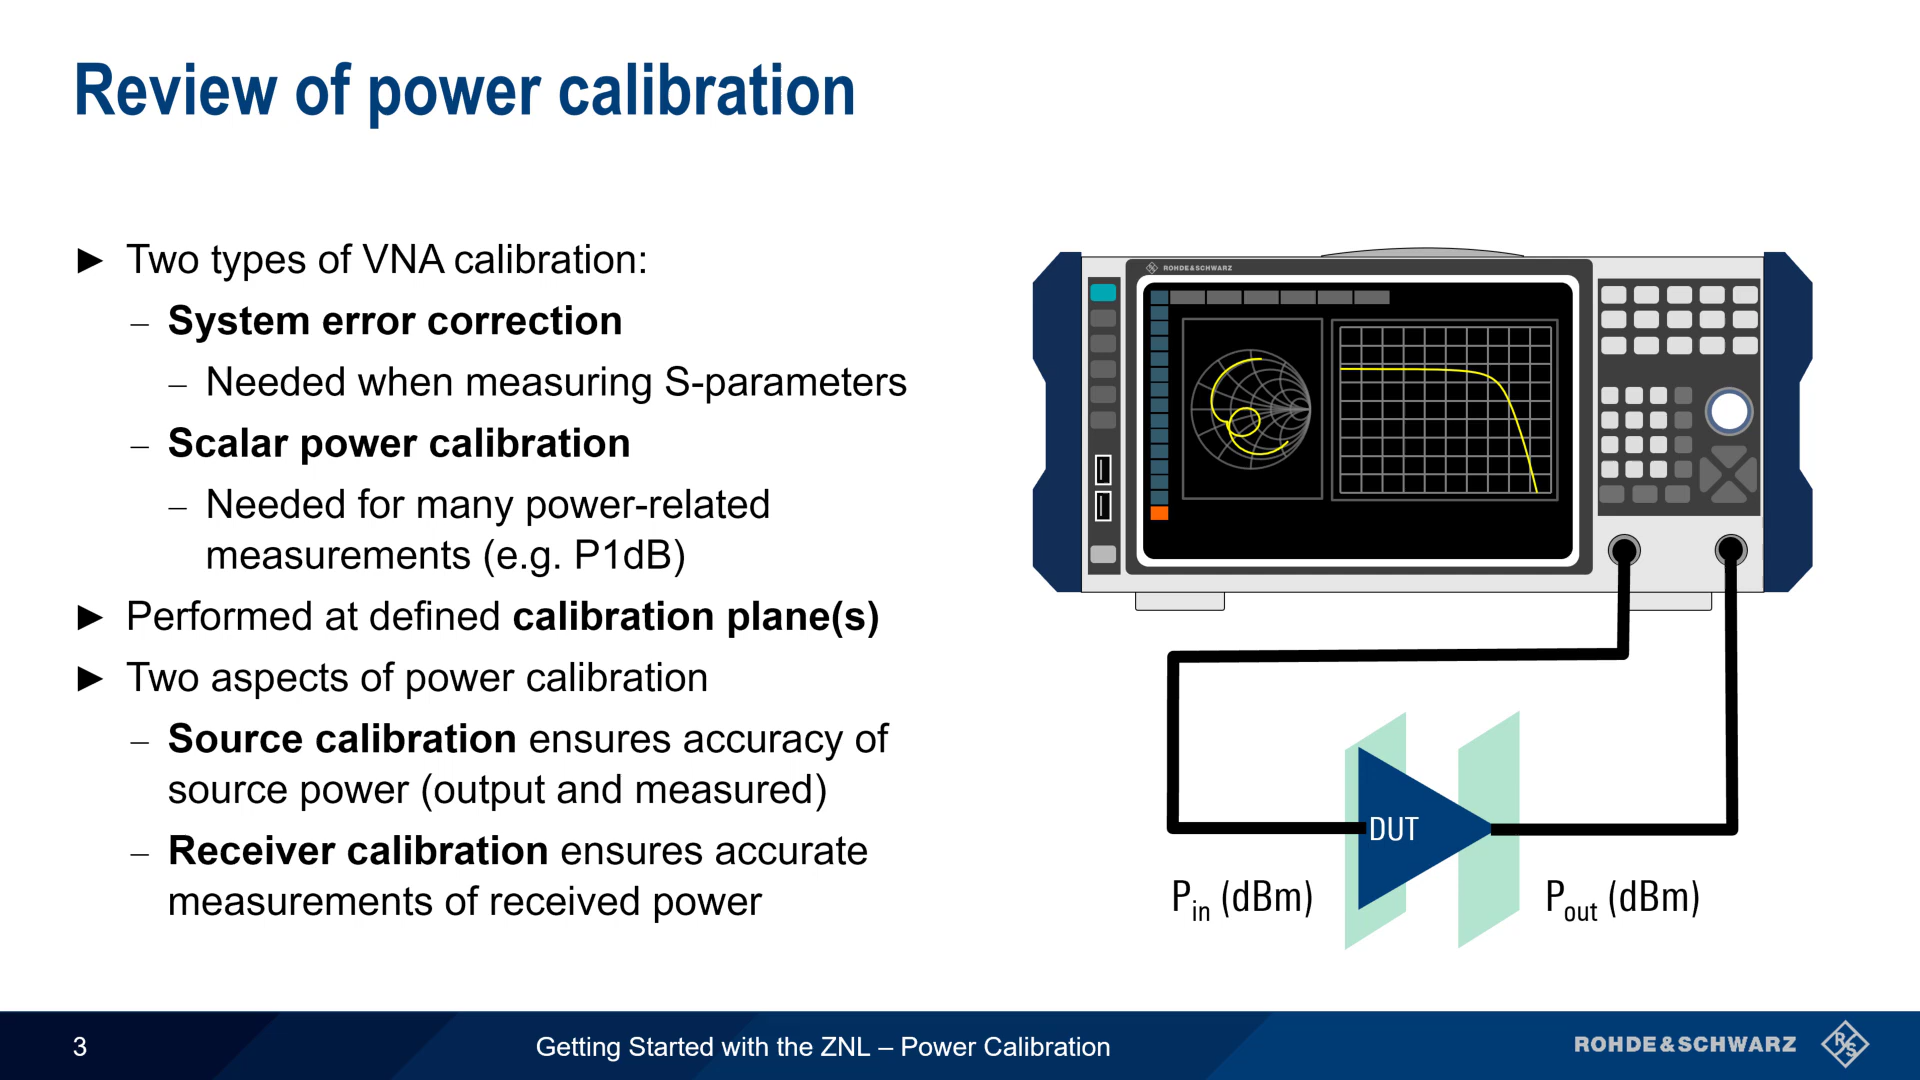 Review of power calibration
► Two types of VNA calibration:
– System error correction
– Needed when measuring S-parameters
– Scalar power calibration
– Needed for many power-related
measurements (e.g. P1dB)
► Performed at defined calibration plane(s)
► Two aspects of power calibration
– Source calibration ensures accuracy of
source power (output and measured)
– Receiver calibration ensures accurate
measurements of received power
ROHDE&SCHWARZ
DUT
Pin (dBm)
Pout (dBm)
3
Getting Started with the ZNL – Power Calibration
ROHDE&SCHWARZ
R&S